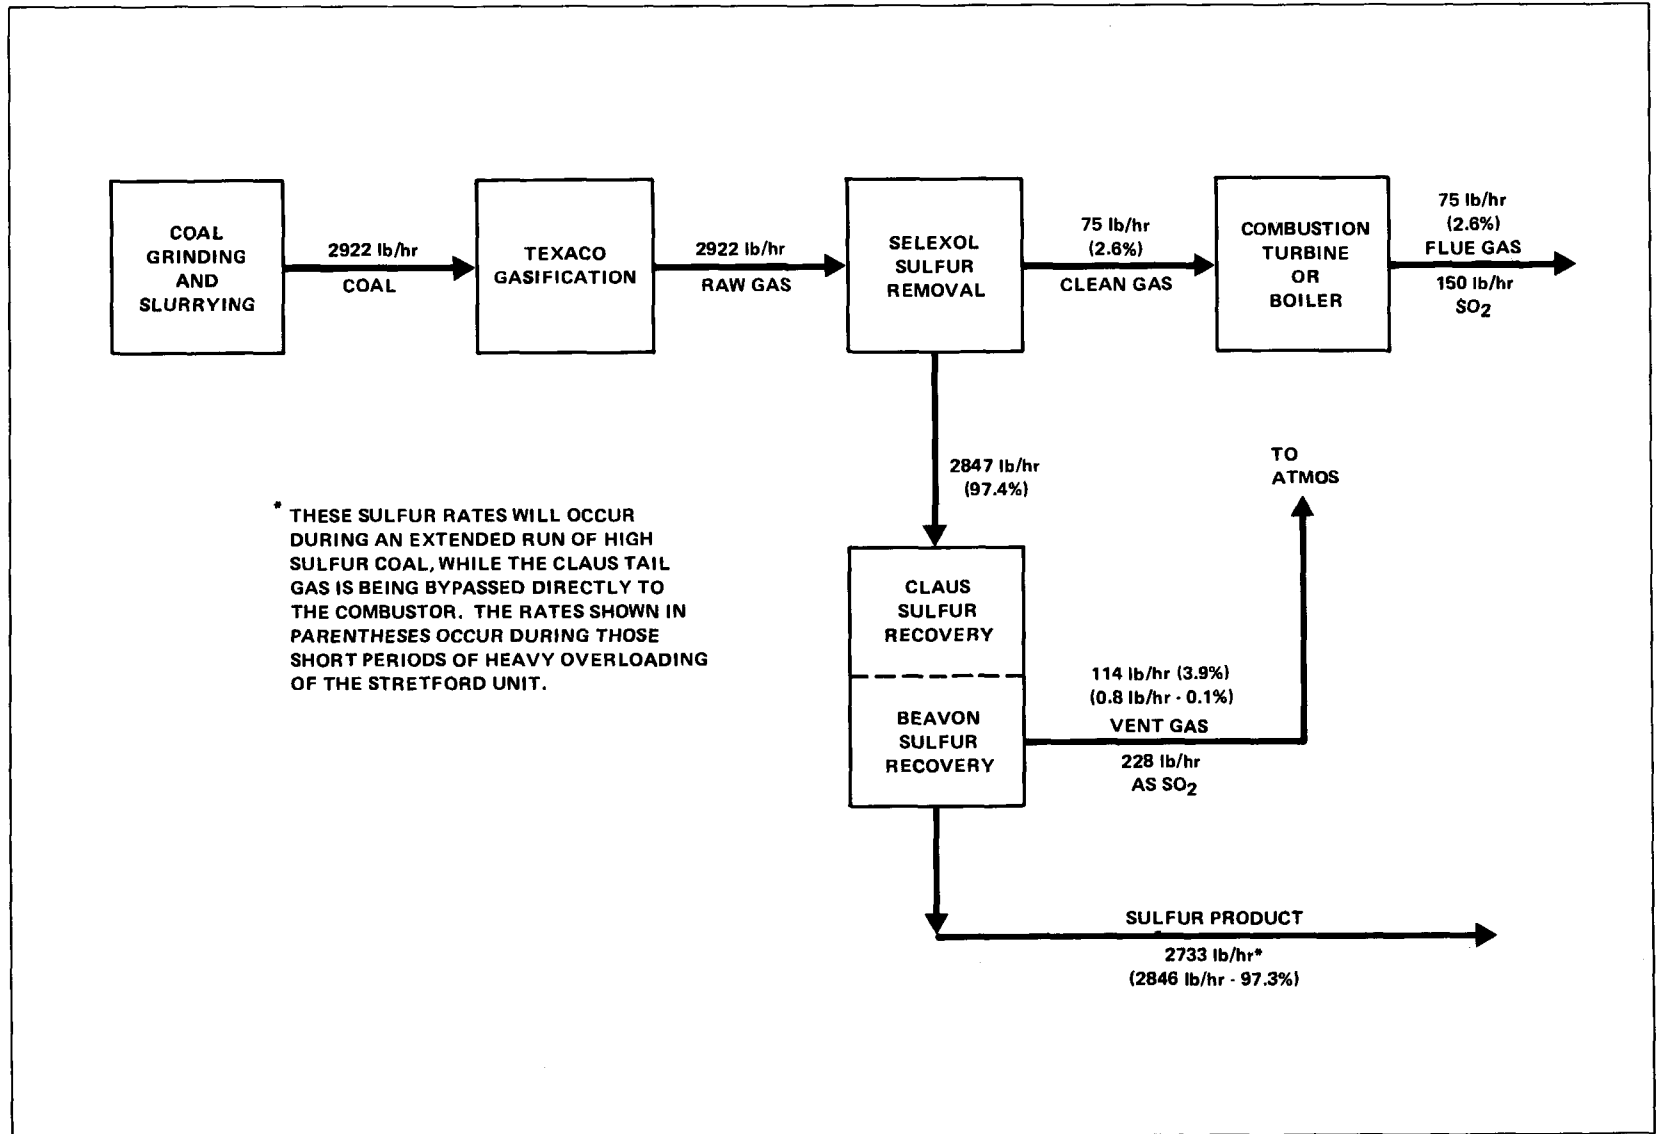 COAL
GRINDING
AND
SLURRYING
2922 lb/hr
COAL
TEXACO
GASIFICATION
2922 lb/hr
RAW GAS
SELEXOL
SULFUR
REMOVAL
75 lb/hr
(2.6%)
CLEAN GAS
COMBUSTION
TURBINE
OR
BOILER
75 lb/hr
(2.6%)
FLUE GAS
150 lb/hr
SO2
2847 lb/hr
(97.4%)
TO
ATMOS
* THESE SULFUR RATES WILL OCCUR
DURING AN EXTENDED RUN OF HIGH
SULFUR COAL, WHILE THE CLAUS TAIL
GAS IS BEING BYPASSED DIRECTLY TO
THE COMBUSTOR. THE RATES SHOWN IN
PARENTHESES OCCUR DURING THOSE
SHORT PERIODS OF HEAVY OVERLOADING
OF THE STRETFORD UNIT.
CLAUS
SULFUR
RECOVERY
BEAVON
SULFUR
RECOVERY
114 lb/hr (3.9%)
(0.8 lb/hr - 0.1%)
VENT GAS
228 lb/hr
AS SO2
SULFUR PRODUCT
2733 lb/hr*
(2846 lb/hr - 97.3%)